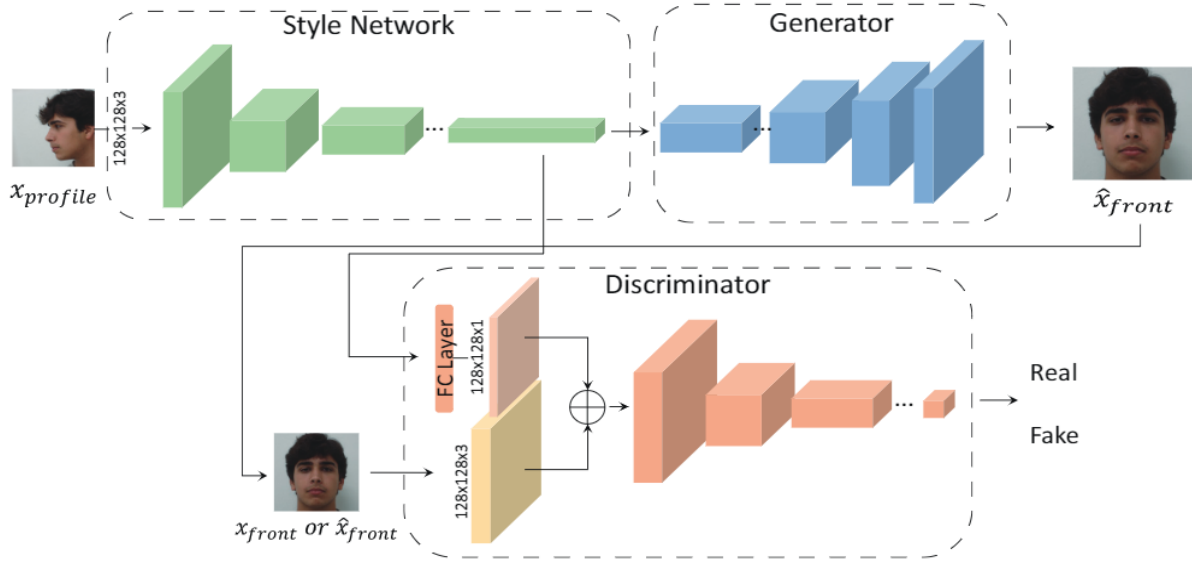 Style Network
Generator
128x128x3
...
...
x_profile
x̂_front
Discriminator
FC Layer
128x128x1
128x128x3
...
Real
Fake
x_front or x̂_front